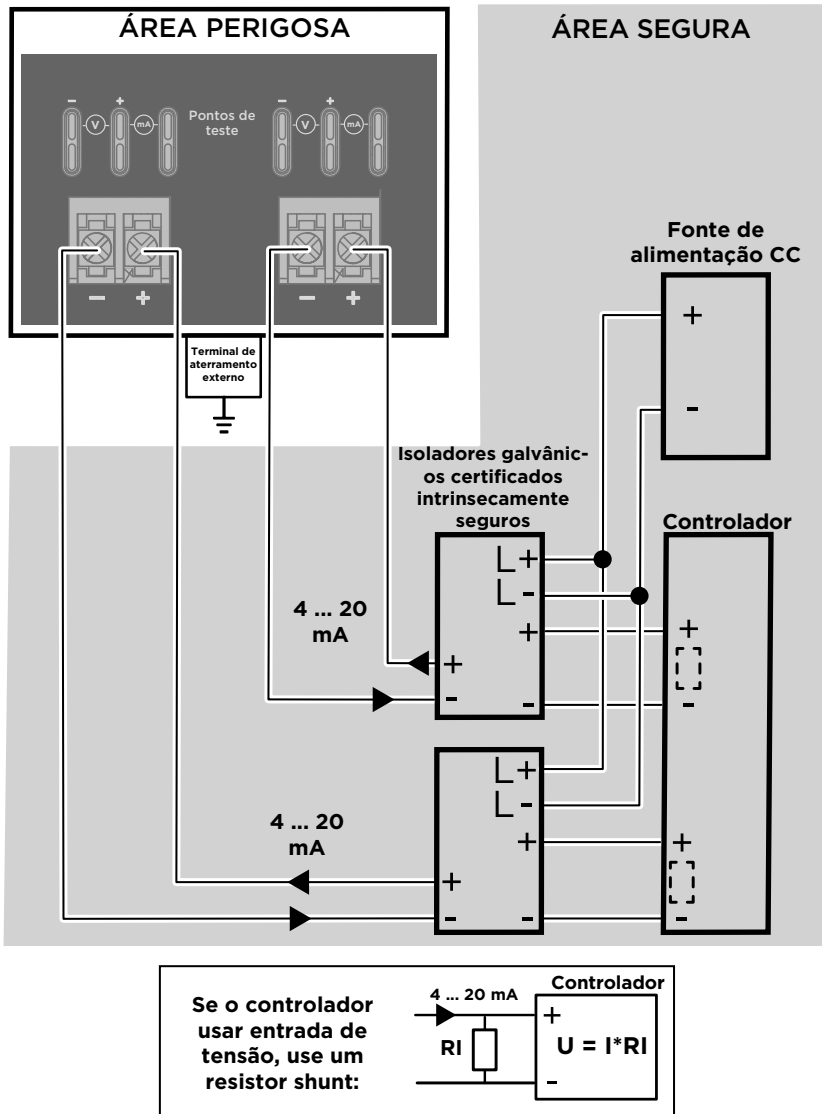 ÁREA PERIGOSA
ÁREA SEGURA
- + - +
V mA V mA
Pontos de
teste
- + - +
Terminal de
aterramento
externo
Fonte de
alimentação CC
+
-
Isoladores galvânic-
os certificados
intrinsecamente
seguros
Controlador
L +
L -
+ +
4 ... 20
mA
+
- - -
L +
L -
+ +
4 ... 20
mA
+
- - -
Se o controlador
usar entrada de
tensão, use um
resistor shunt:
4 ... 20 mA
Controlador
+
RI
U = I*RI
-